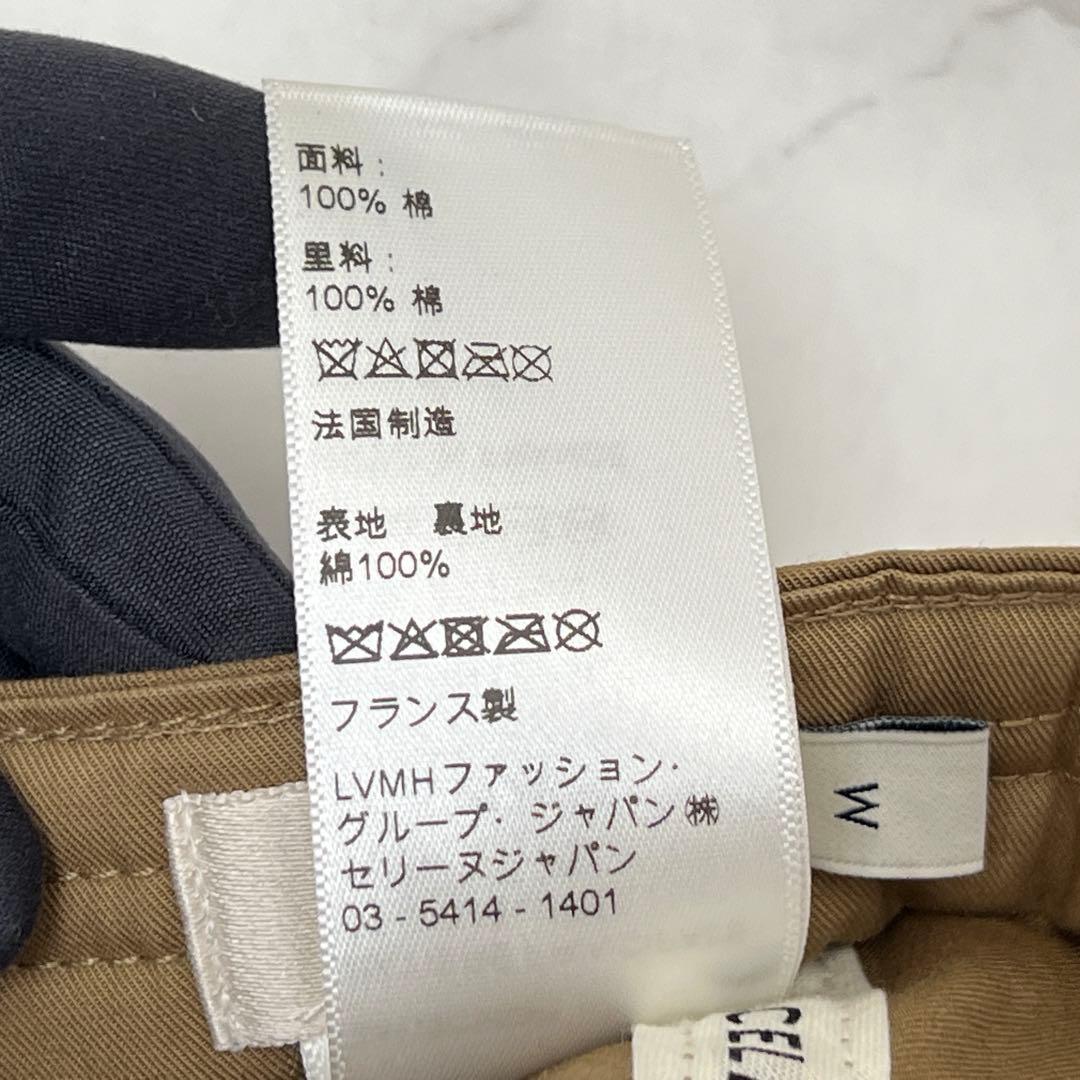 面料:
100% 棉
里料:
100% 棉
法国制造
表地 裏地
綿100%
フランス製
LVMHファッション・
グループ・ジャパン㈱
セリーヌジャパン
03 - 5414 - 1401
M
CEL